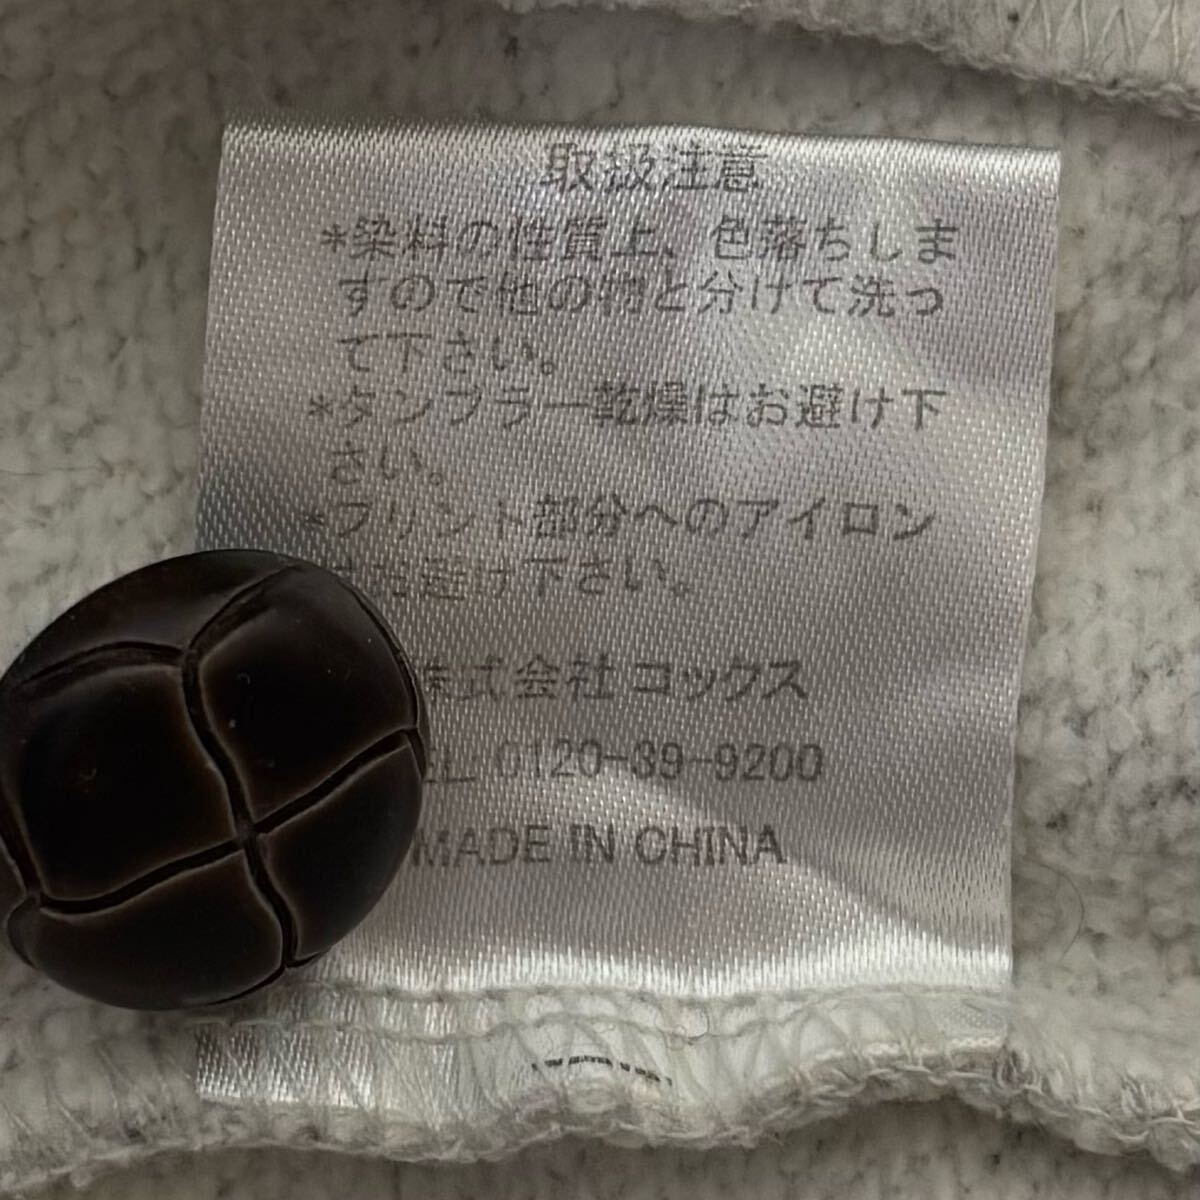 取扱注意
*染料の性質上、色落ちしま
すので他の物と分けて洗っ
て下さい。
*タンブラー乾燥はお避け下
さい。
*プリント部分へのアイロン
はお避け下さい。
株式会社コックス
TEL 0120-39-9200
MADE IN CHINA